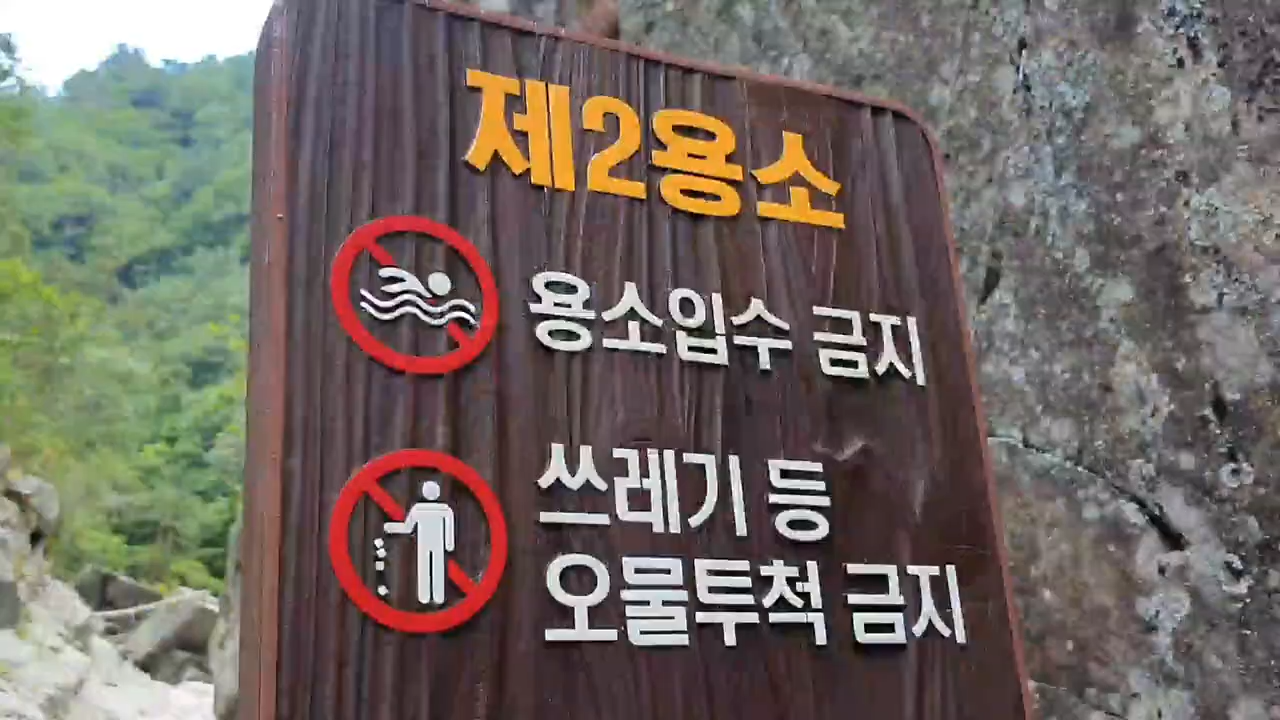 제2용소
용소입수 금지
쓰레기 등
오물투척 금지